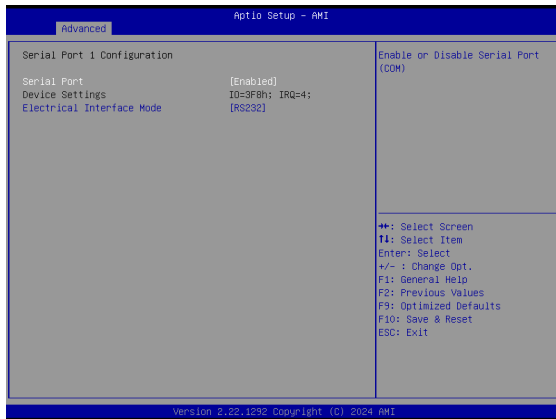 Aptio Setup - AMI
Advanced
Serial Port 1 Configuration
Serial Port [Enabled]
Device Settings IO=3F8h; IRQ=4;
Electrical Interface Mode [RS232]
Enable or Disable Serial Port
(COM)
→←: Select Screen
↑↓: Select Item
Enter: Select
+/- : Change Opt.
F1: General Help
F2: Previous Values
F9: Optimized Defaults
F10: Save & Reset
ESC: Exit
Version 2.22.1292 Copyright (C) 2024 AMI